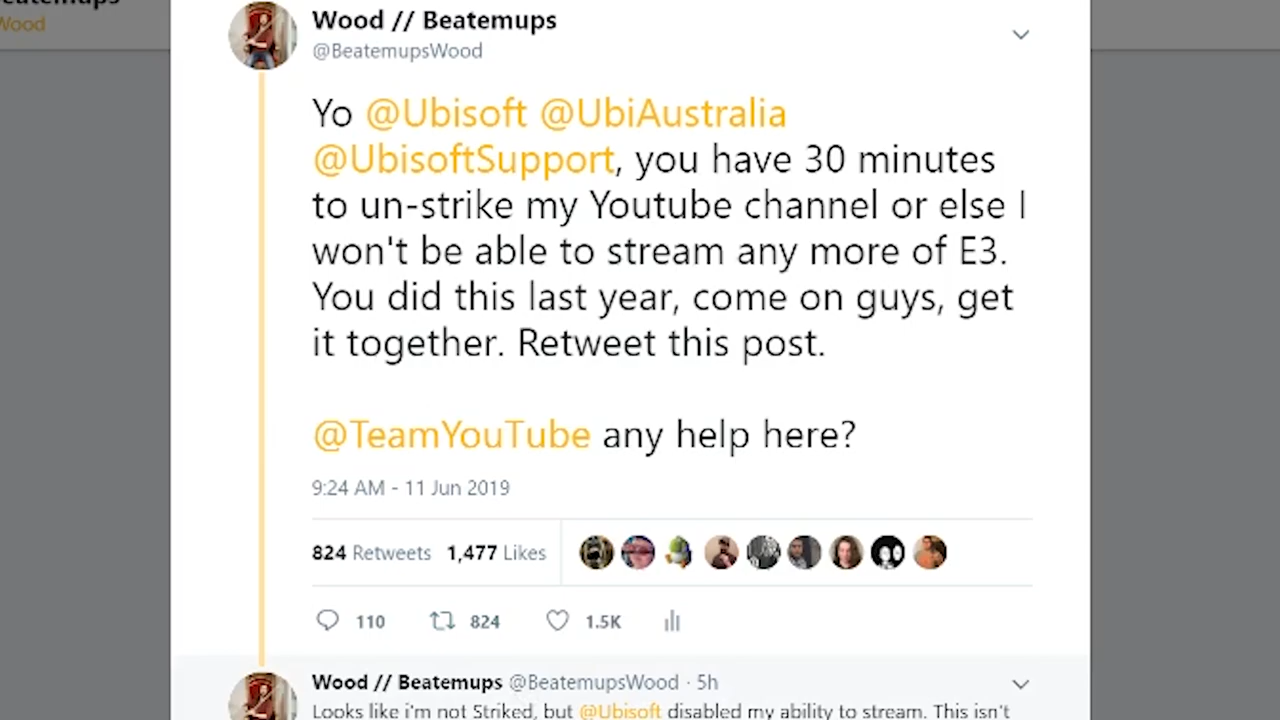 Wood
Wood // Beatemups
@BeatemupsWood
Yo @Ubisoft @UbiAustralia
@UbisoftSupport, you have 30 minutes
to un-strike my Youtube channel or else I
won't be able to stream any more of E3.
You did this last year, come on guys, get
it together. Retweet this post.
@TeamYouTube any help here?
9:24 AM - 11 Jun 2019
824 Retweets 1,477 Likes
110 824 1.5K
Wood // Beatemups @BeatemupsWood · 5h
Looks like i'm not Striked, but @Ubisoft disabled my ability to stream. This isn't